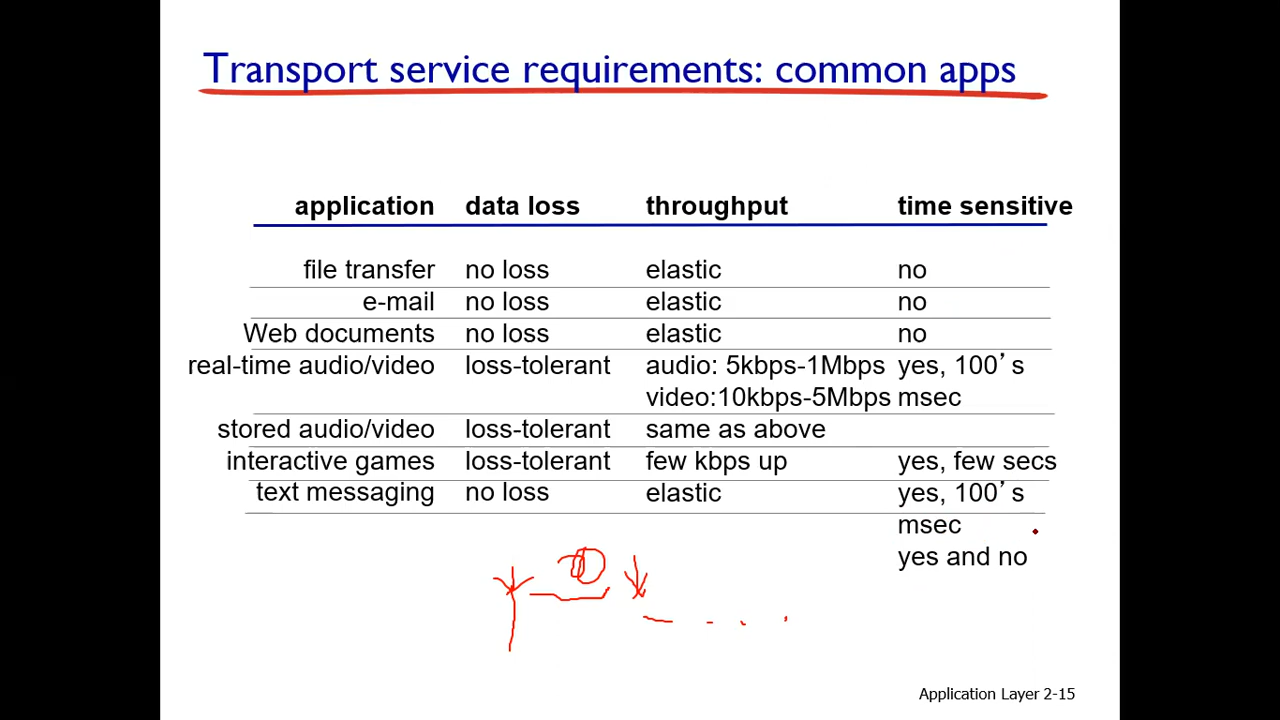 Transport service requirements: common apps
application data loss throughput time sensitive
file transfer no loss elastic no
e-mail no loss elastic no
Web documents no loss elastic no
real-time audio/video loss-tolerant audio: 5kbps-1Mbps yes, 100’s
video:10kbps-5Mbps msec
stored audio/video loss-tolerant same as above
interactive games loss-tolerant few kbps up yes, few secs
text messaging no loss elastic yes, 100’s
msec
yes and no
Application Layer 2-15